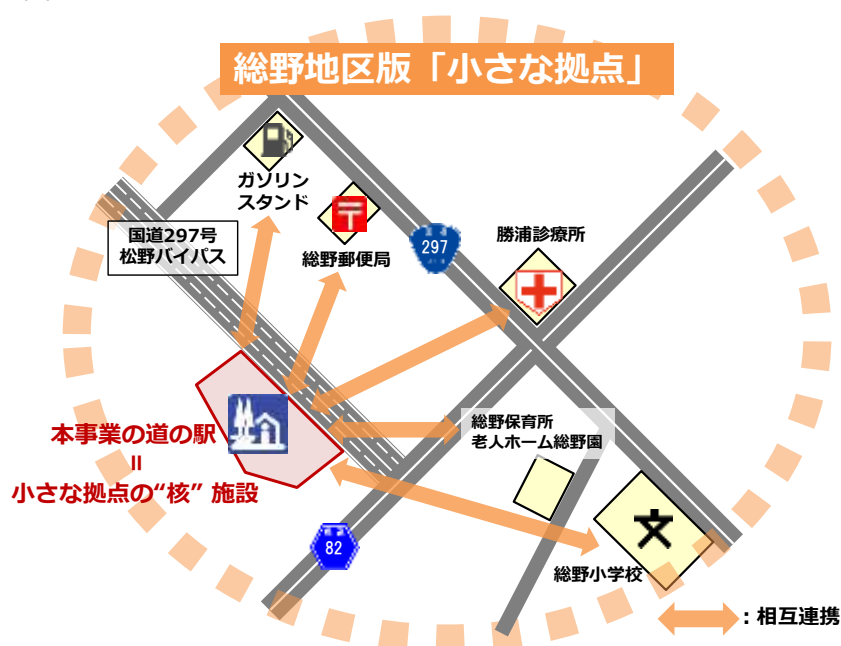 総野地区版「小さな拠点」
ガソリン
スタンド
国道297号
松野バイパス
総野郵便局
297
勝浦診療所
総野保育所
老人ホーム総野園
本事業の道の駅
=
小さな拠点の“核” 施設
82
文
総野小学校
：相互連携